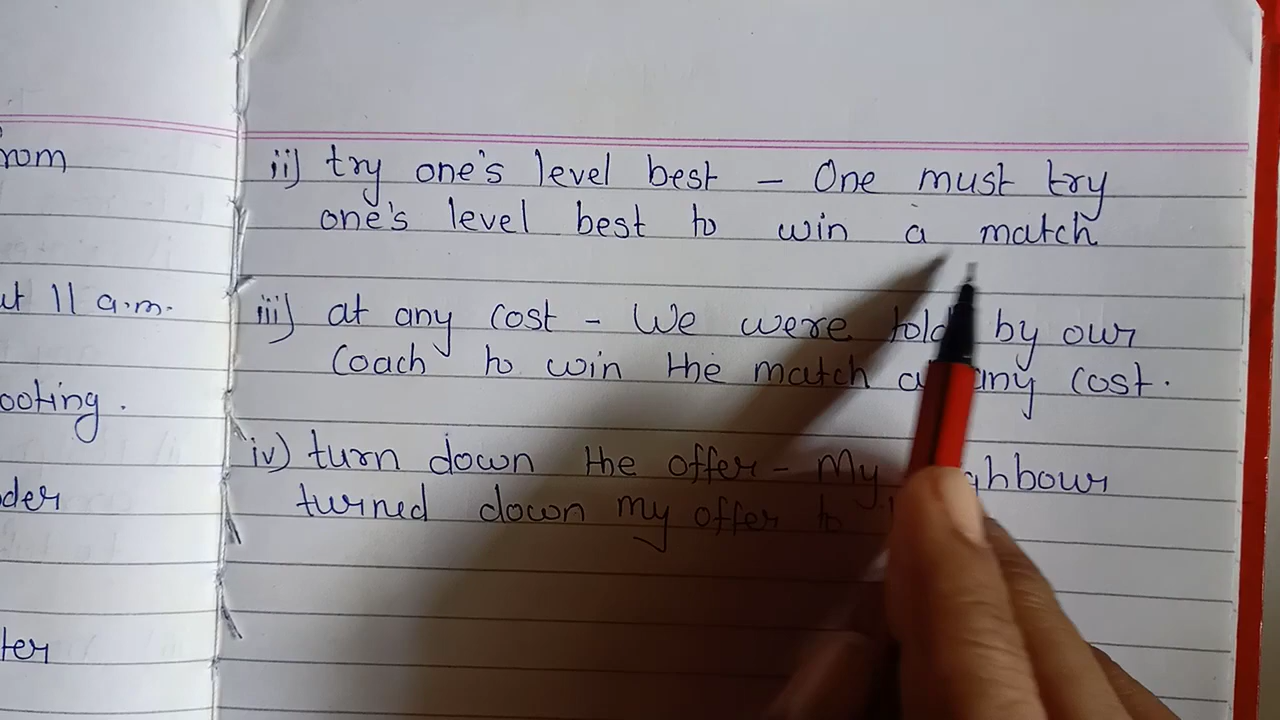 rom
ut 11 a.m.
ooting.
der
ter
ii) try one's level best - One must try
one's level best to win a match
iii) at any cost - We were told by our
Coach to win the match any cost.
iv) turn down the offer - My
turned down my offer to